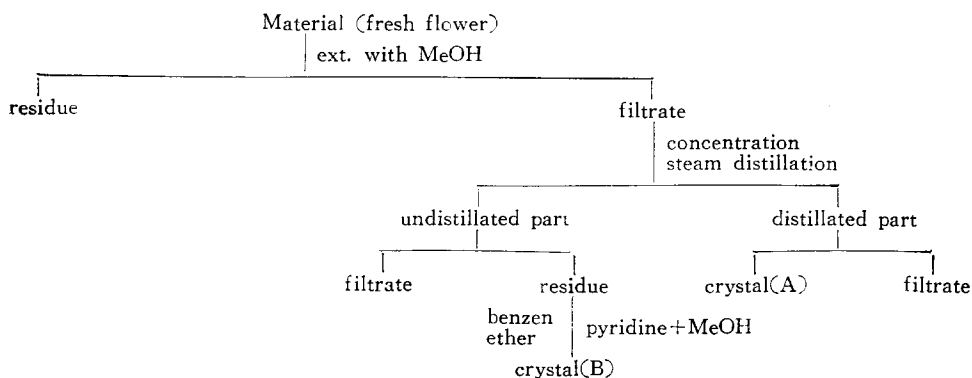 Material (fresh flower)
ext. with MeOH
residue
filtrate
concentration
steam distillation
undistillated part
distillated part
filtrate
residue
crystal(A)
filtrate
benzen
ether
pyridine+MeOH
crystal(B)